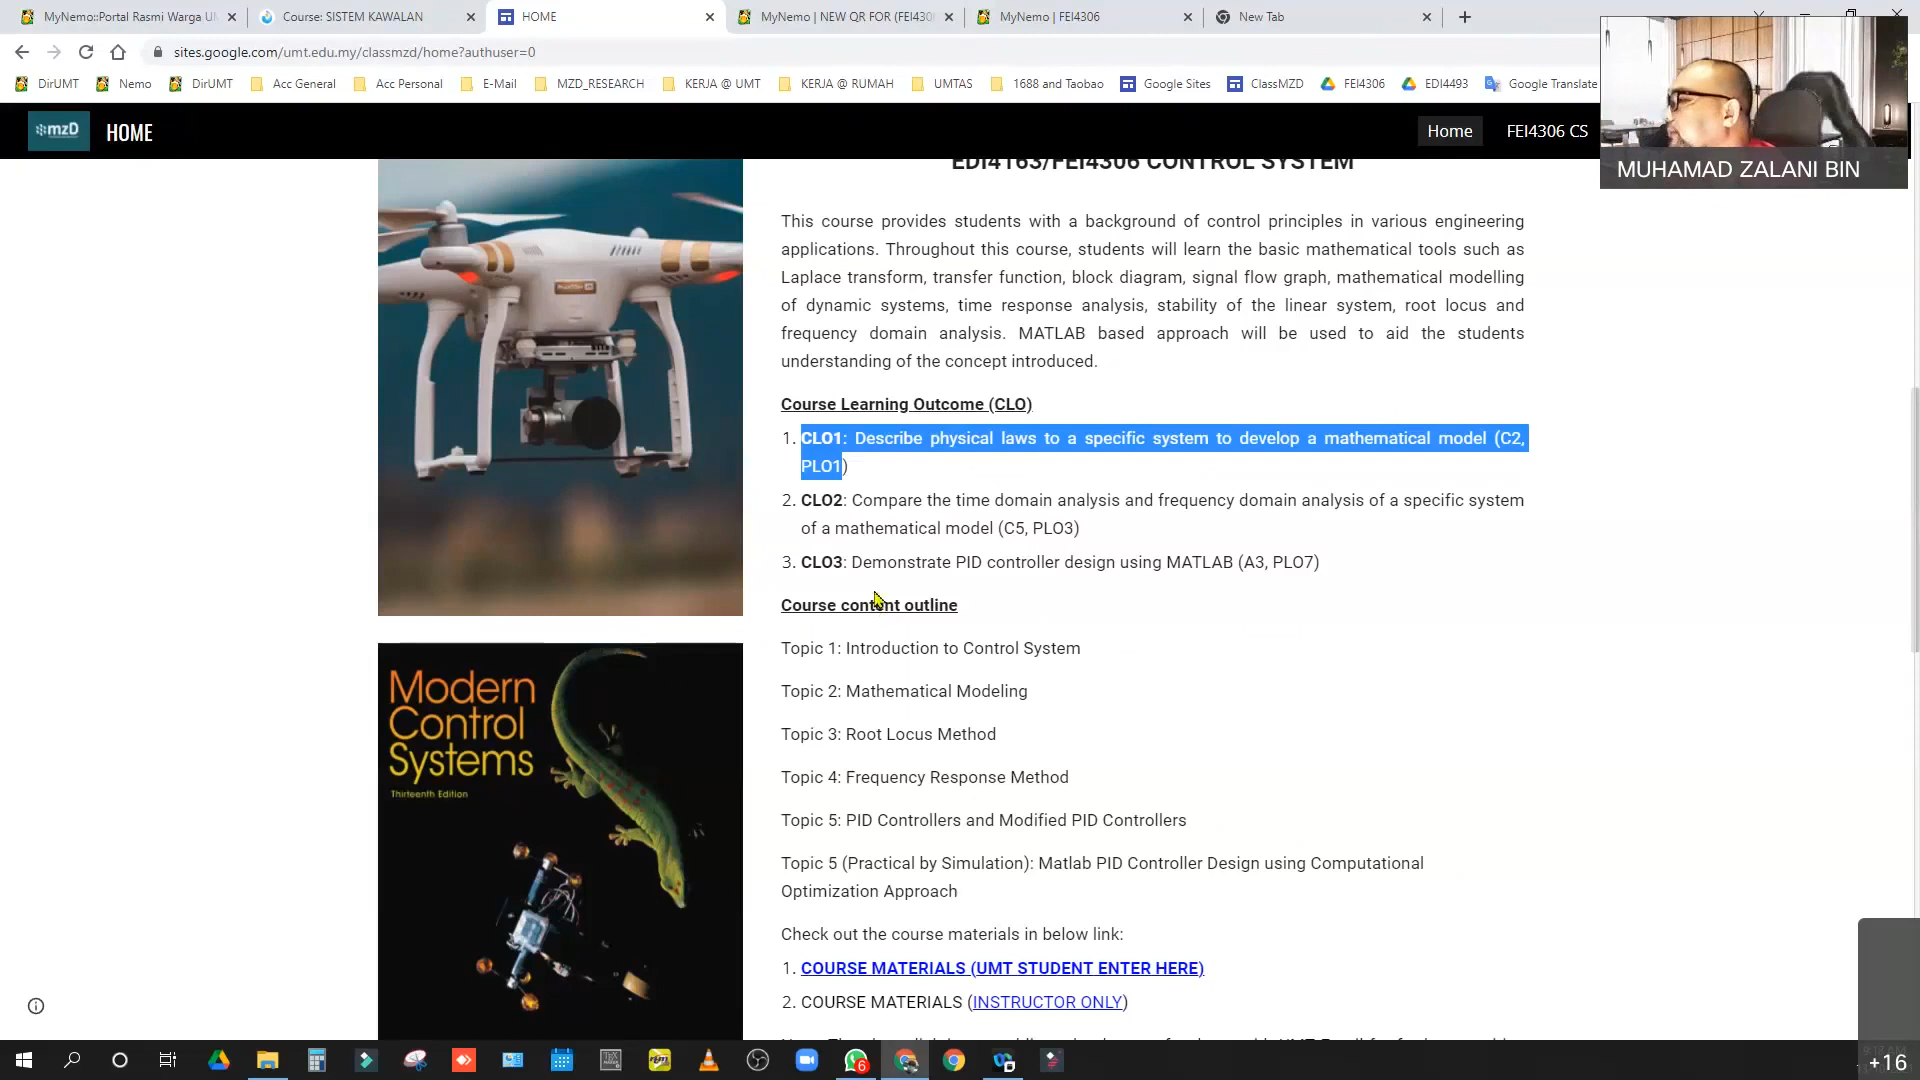 MyNemo::Portal Rasmi Warga UM
Course: SISTEM KAWALAN
HOME
MyNemo | NEW QR FOR (FEI430
MyNemo | FEI4306
New Tab
sites.google.com/umt.edu.my/classmzd/home?authuser=0
DirUMT
Nemo
DirUMT
Acc General
Acc Personal
E-Mail
MZD_RESEARCH
KERJA @ UMT
KERJA @ RUMAH
UMTAS
1688 and Taobao
Google Sites
ClassMZD
FEI4306
EDI4493
Google Translate
mzD
HOME
Home
FEI4306 CS
MUHAMAD ZALANI BIN
EDI4163/FEI4306 CONTROL SYSTEM
This course provides students with a background of control principles in various engineering
applications. Throughout this course, students will learn the basic mathematical tools such as
Laplace transform, transfer function, block diagram, signal flow graph, mathematical modelling
of dynamic systems, time response analysis, stability of the linear system, root locus and
frequency domain analysis. MATLAB based approach will be used to aid the students
understanding of the concept introduced.
Course Learning Outcome (CLO)
1. CLO1: Describe physical laws to a specific system to develop a mathematical model (C2,
PLO1)
2. CLO2: Compare the time domain analysis and frequency domain analysis of a specific system
of a mathematical model (C5, PLO3)
3. CLO3: Demonstrate PID controller design using MATLAB (A3, PLO7)
Course content outline
Topic 1: Introduction to Control System
Topic 2: Mathematical Modeling
Topic 3: Root Locus Method
Topic 4: Frequency Response Method
Topic 5: PID Controllers and Modified PID Controllers
Topic 5 (Practical by Simulation): Matlab PID Controller Design using Computational
Optimization Approach
Check out the course materials in below link:
1. COURSE MATERIALS (UMT STUDENT ENTER HERE)
2. COURSE MATERIALS (INSTRUCTOR ONLY)
Modern
Control
Systems
Thirteenth Edition
6
+16